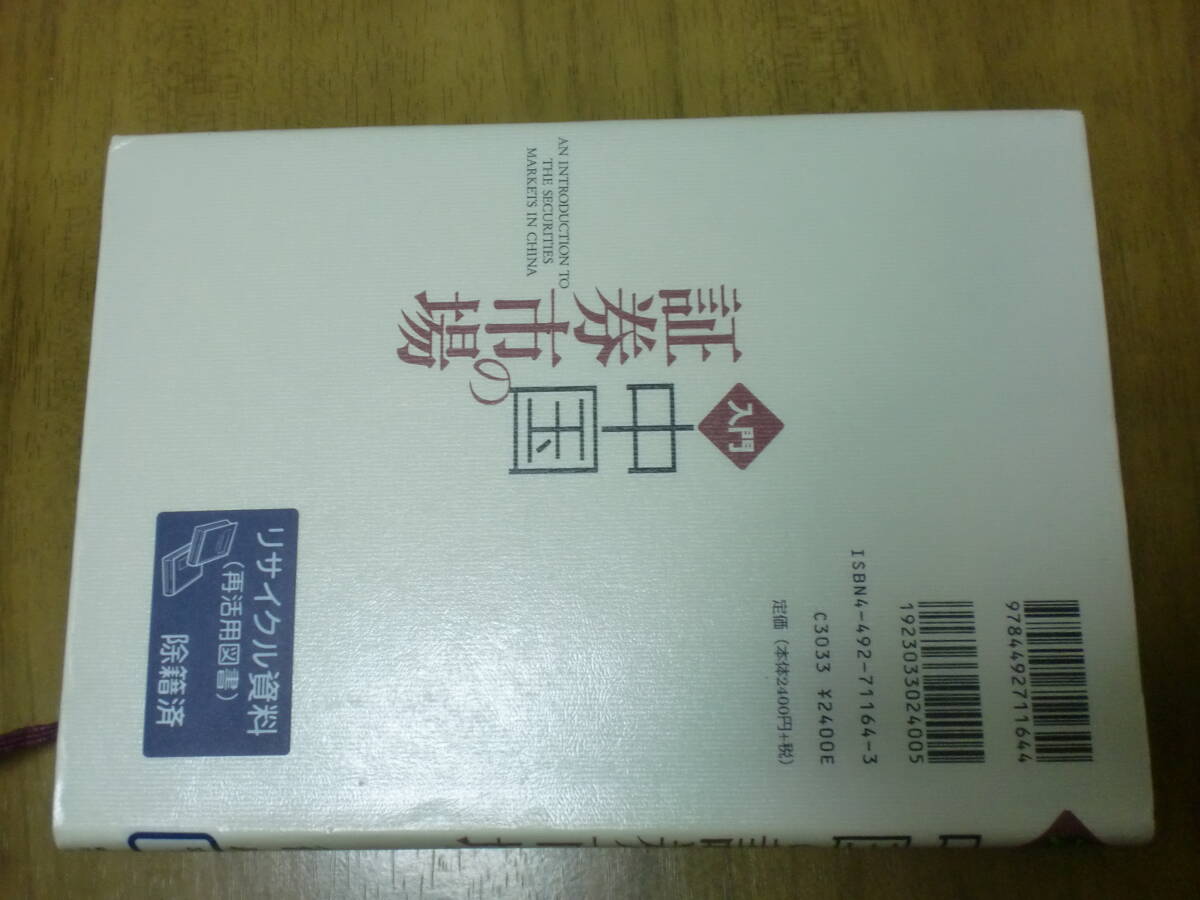 9784492711644
1923033024005
ISBN4-492-71164-3
C3033 ¥2400E
定価（本体2400円+税）
入門
中国の
証券市場
AN INTRODUCTION TO
THE SECURITIES
MARKETS IN CHINA
リサイクル資料
（再活用図書）
除籍済